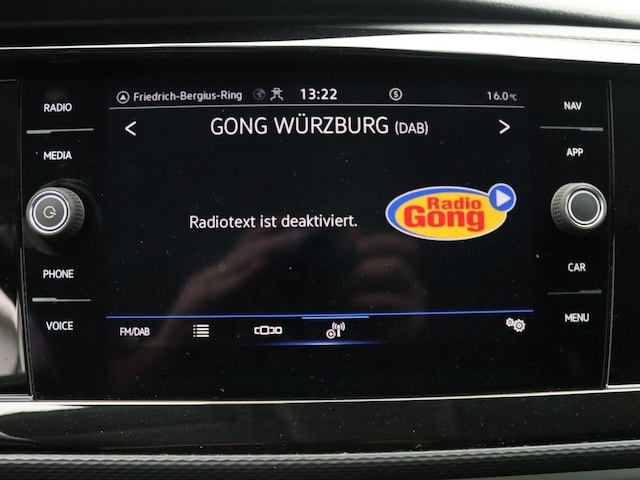 RADIO
MEDIA
PHONE
VOICE
Friedrich-Bergius-Ring 13:22 S 16.0°C
GONG WÜRZBURG (DAB)
Radiotext ist deaktiviert.
Radio
Gong
FM/DAB
NAV
APP
CAR
MENU